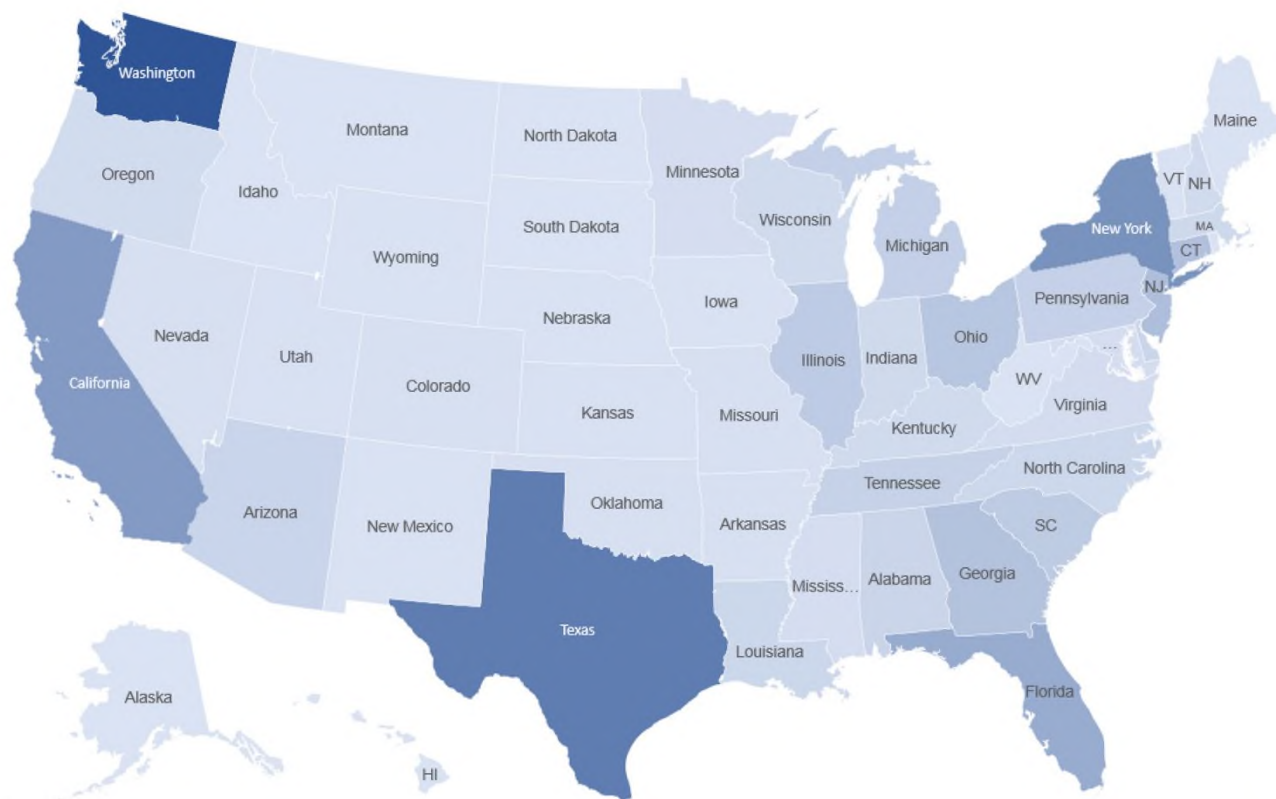 Washington
Montana
North Dakota
Minnesota
Maine
Oregon
Idaho
VT
NH
Wisconsin
South Dakota
MA
New York
Michigan
CT
Wyoming
NJ
Pennsylvania
Iowa
Nebraska
Nevada
Ohio
...
Utah
Illinois
Indiana
Colorado
WV
California
Kansas
Missouri
Virginia
Kentucky
North Carolina
Tennessee
Oklahoma
Arizona
New Mexico
Arkansas
SC
Georgia
Alabama
Mississ...
Texas
Louisiana
Florida
Alaska
HI